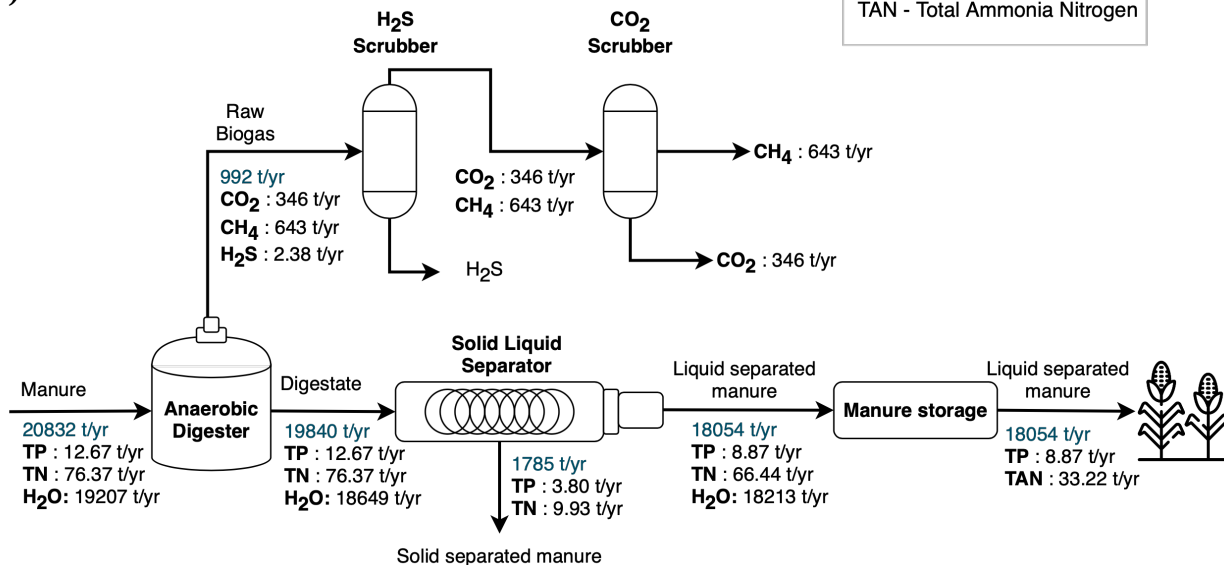 TAN - Total Ammonia Nitrogen
H2S
Scrubber
CO2
Scrubber
Raw
Biogas
992 t/yr
CO2 : 346 t/yr
CH4 : 643 t/yr
H2S : 2.38 t/yr
CO2 : 346 t/yr
CH4 : 643 t/yr
CH4 : 643 t/yr
H2S
CO2 : 346 t/yr
Manure
20832 t/yr
TP : 12.67 t/yr
TN : 76.37 t/yr
H2O: 19207 t/yr
Anaerobic
Digester
Digestate
19840 t/yr
TP : 12.67 t/yr
TN : 76.37 t/yr
H2O: 18649 t/yr
Solid Liquid
Separator
1785 t/yr
TP : 3.80 t/yr
TN : 9.93 t/yr
Solid separated manure
Liquid separated
manure
18054 t/yr
TP : 8.87 t/yr
TN : 66.44 t/yr
H2O: 18213 t/yr
Manure storage
Liquid separated
manure
18054 t/yr
TP : 8.87 t/yr
TAN : 33.22 t/yr